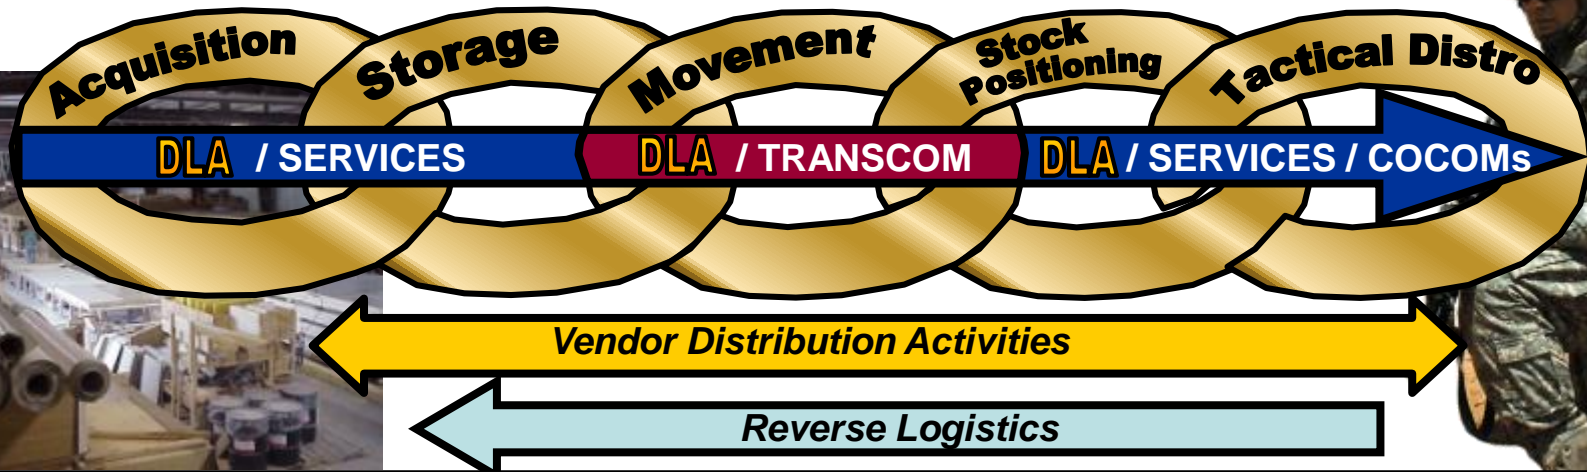 Acquisition
Storage
Movement
Stock
Positioning
Tactical Distro
DLA / SERVICES
DLA / TRANSCOM
DLA / SERVICES / COCOMs
Vendor Distribution Activities
Reverse Logistics